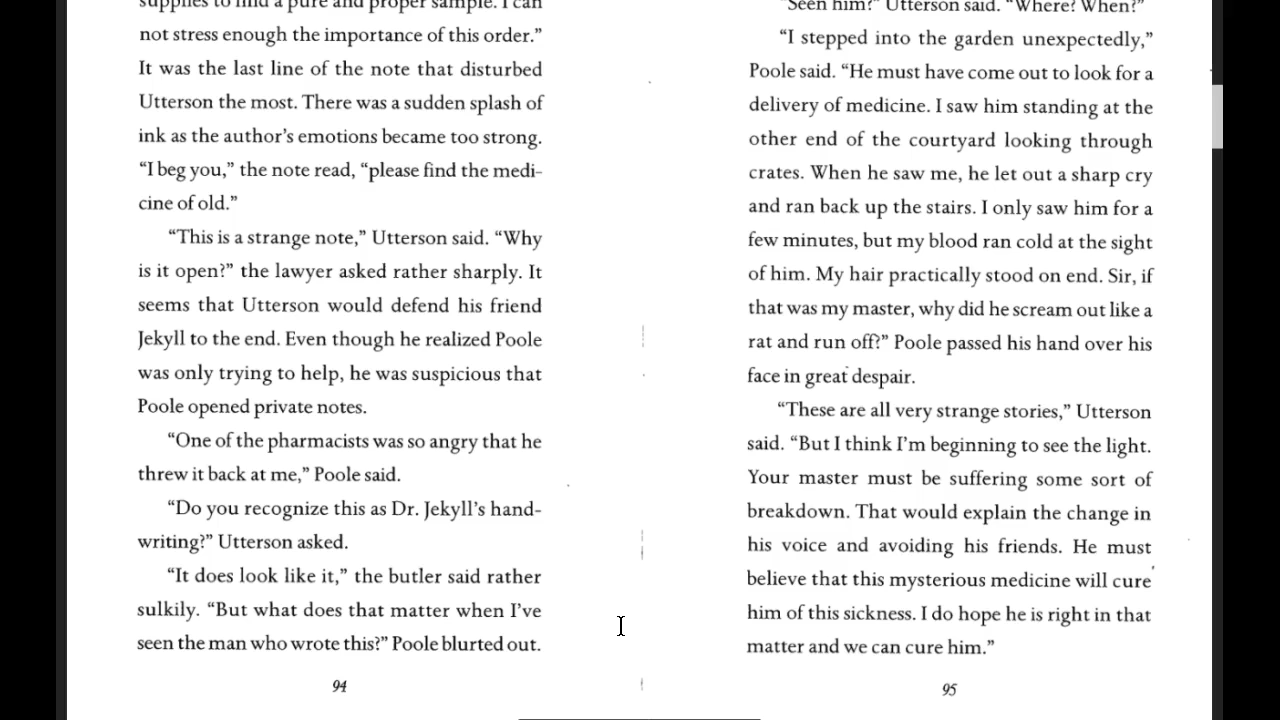 supplies to find a pure and proper sample. I can
not stress enough the importance of this order.”
It was the last line of the note that disturbed
Utterson the most. There was a sudden splash of
ink as the author’s emotions became too strong.
“I beg you,” the note read, “please find the medi-
cine of old.”
“This is a strange note,” Utterson said. “Why
is it open?” the lawyer asked rather sharply. It
seems that Utterson would defend his friend
Jekyll to the end. Even though he realized Poole
was only trying to help, he was suspicious that
Poole opened private notes.
“One of the pharmacists was so angry that he
threw it back at me,” Poole said.
“Do you recognize this as Dr. Jekyll’s hand-
writing?” Utterson asked.
“It does look like it,” the butler said rather
sulkily. “But what does that matter when I’ve
seen the man who wrote this?” Poole blurted out.
94
“Seen him?” Utterson said. “Where? When?”
“I stepped into the garden unexpectedly,”
Poole said. “He must have come out to look for a
delivery of medicine. I saw him standing at the
other end of the courtyard looking through
crates. When he saw me, he let out a sharp cry
and ran back up the stairs. I only saw him for a
few minutes, but my blood ran cold at the sight
of him. My hair practically stood on end. Sir, if
that was my master, why did he scream out like a
rat and run off?” Poole passed his hand over his
face in great despair.
“These are all very strange stories,” Utterson
said. “But I think I’m beginning to see the light.
Your master must be suffering some sort of
breakdown. That would explain the change in
his voice and avoiding his friends. He must
believe that this mysterious medicine will cure
him of this sickness. I do hope he is right in that
matter and we can cure him.”
95